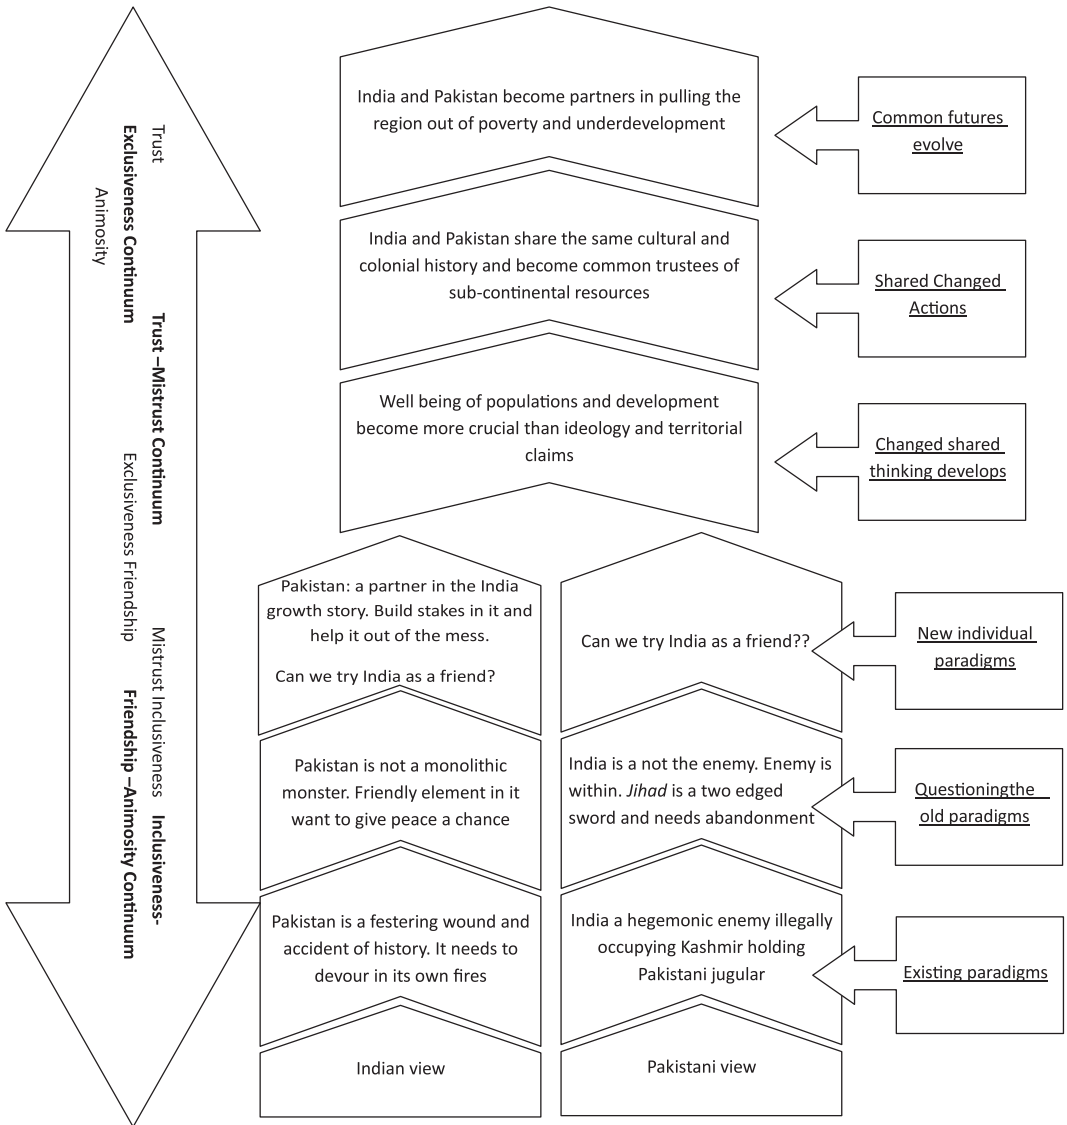 India and Pakistan become partners in pulling the
region out of poverty and underdevelopment
Common futures
evolve
India and Pakistan share the same cultural and
colonial history and become common trustees of
sub-continental resources
Shared Changed
Actions
Well being of populations and development
become more crucial than ideology and territorial
claims
Changed shared
thinking develops
Pakistan: a partner in the India
growth story. Build stakes in it and
help it out of the mess.
Can we try India as a friend?
Can we try India as a friend??
New individual
paradigms
Pakistan is not a monolithic
monster. Friendly element in it
want to give peace a chance
India is a not the enemy. Enemy is
within. Jihad is a two edged
sword and needs abandonment
Questioningthe
old paradigms
Pakistan is a festering wound and
accident of history. It needs to
devour in its own fires
India a hegemonic enemy illegally
occupying Kashmir holding
Pakistani jugular
Existing paradigms
Indian view
Pakistani view
Trust
Trust –Mistrust Continuum
Mistrust Inclusiveness
Inclusiveness-
Exclusiveness Continuum
Exclusiveness Friendship
Friendship –Animosity Continuum
Animosity